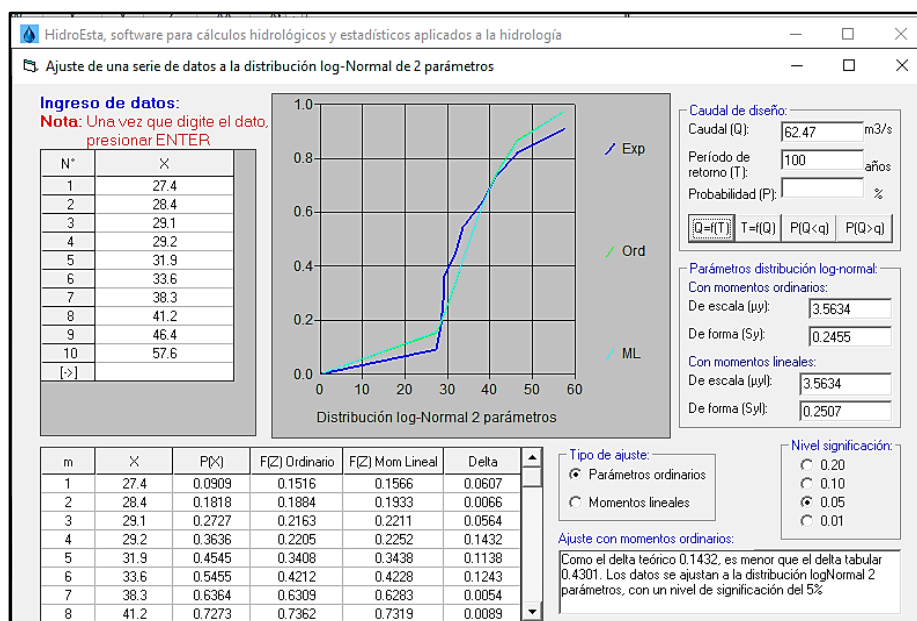 HidroEsta, software para cálculos hidrológicos y estadísticos aplicados a la hidrología
Ajuste de una serie de datos a la distribución log-Normal de 2 parámetros
Ingreso de datos:
Nota: Una vez que digite el dato,
presionar ENTER
N° X
1 27.4
2 28.4
3 29.1
4 29.2
5 31.9
6 33.6
7 38.3
8 41.2
9 46.4
10 57.6
[->]
1.0
0.8
0.6
0.4
0.2
0.0
0 10 20 30 40 50 60
Exp
Ord
ML
Distribución log-Normal 2 parámetros
Caudal de diseño:
Caudal (Q): 62.47 m3/s
Período de
retorno (T): 100 años
Probabilidad (P): %
Q=f(T) T=f(Q) P(Q<q) P(Q>q)
Parámetros distribución log-normal:
Con momentos ordinarios:
De escala (µy): 3.5634
De forma (Sy): 0.2455
Con momentos lineales:
De escala (µyl): 3.5634
De forma (Syl): 0.2507
m X P(X) F(Z) Ordinario F(Z) Mom Lineal Delta
1 27.4 0.0909 0.1516 0.1566 0.0607
2 28.4 0.1818 0.1884 0.1933 0.0066
3 29.1 0.2727 0.2163 0.2211 0.0564
4 29.2 0.3636 0.2205 0.2252 0.1432
5 31.9 0.4545 0.3408 0.3438 0.1138
6 33.6 0.5455 0.4212 0.4228 0.1243
7 38.3 0.6364 0.6309 0.6283 0.0054
8 41.2 0.7273 0.7362 0.7319 0.0089
Tipo de ajuste:
Parámetros ordinarios
Momentos lineales
Nivel significación:
0.20
0.10
0.05
0.01
Ajuste con momentos ordinarios:
Como el delta teórico 0.1432, es menor que el delta tabular
0.4301. Los datos se ajustan a la distribución logNormal 2
parámetros, con un nivel de significación del 5%